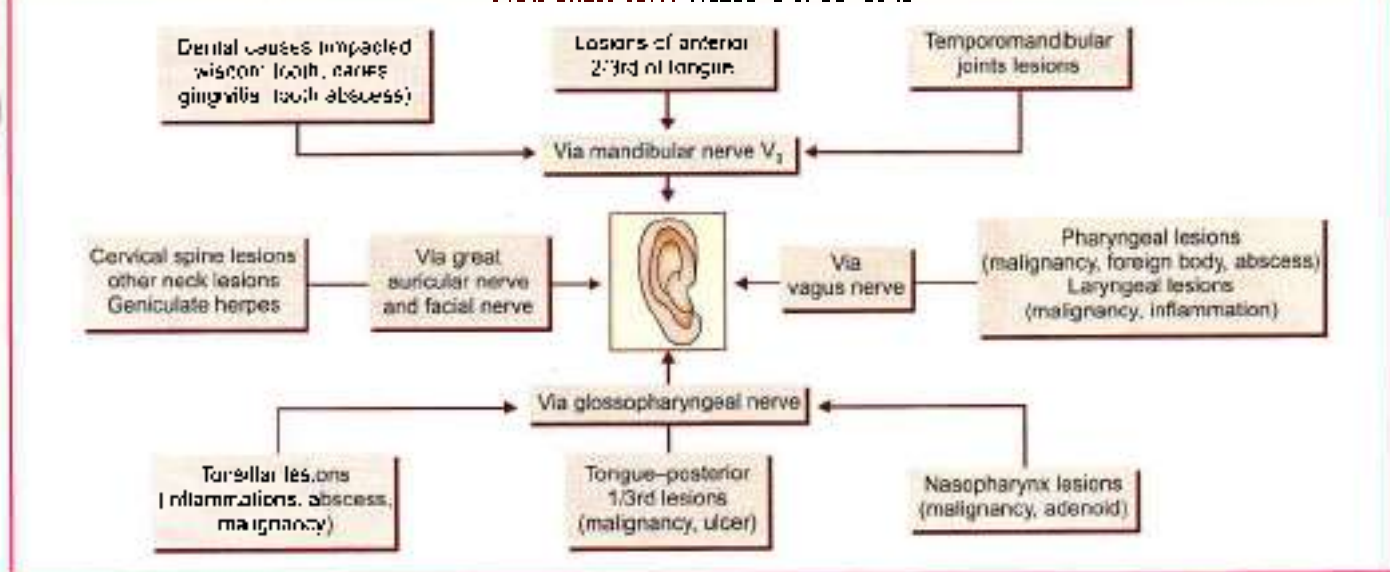 Dental causes (impacted
wisdom tooth, caries
gingivitis, tooth abscess)
Lesions of anterior
2/3rd of tongue
Temporomandibular
joints lesions
Via mandibular nerve V3
Cervical spine lesions
other neck lesions
Geniculate herpes
Via great
auricular nerve
and facial nerve
Via
vagus nerve
Pharyngeal lesions
(malignancy, foreign body, abscess)
Laryngeal lesions
(malignancy, inflammation)
Via glossopharyngeal nerve
Tonsillar lesions
(Inflammations, abscess,
malignancy)
Tongue–posterior
1/3rd lesions
(malignancy, ulcer)
Nasopharynx lesions
(malignancy, adenoid)